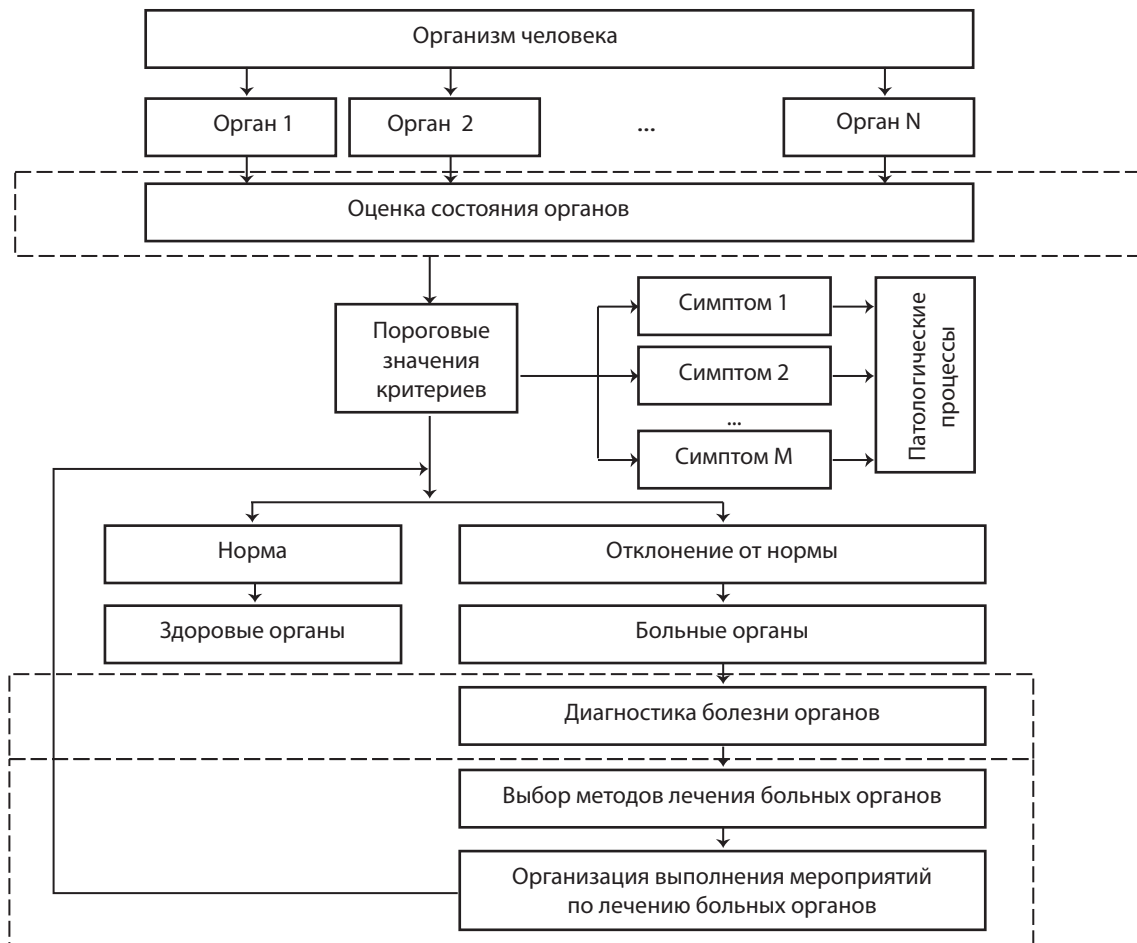 Организм человека
Орган 1
Орган 2
...
Орган N
Оценка состояния органов
Пороговые
значения
критериев
Симптом 1
Симптом 2
...
Симптом M
Патологические
процессы
Норма
Отклонение от нормы
Здоровые органы
Больные органы
Диагностика болезни органов
Выбор методов лечения больных органов
Организация выполнения мероприятий
по лечению больных органов